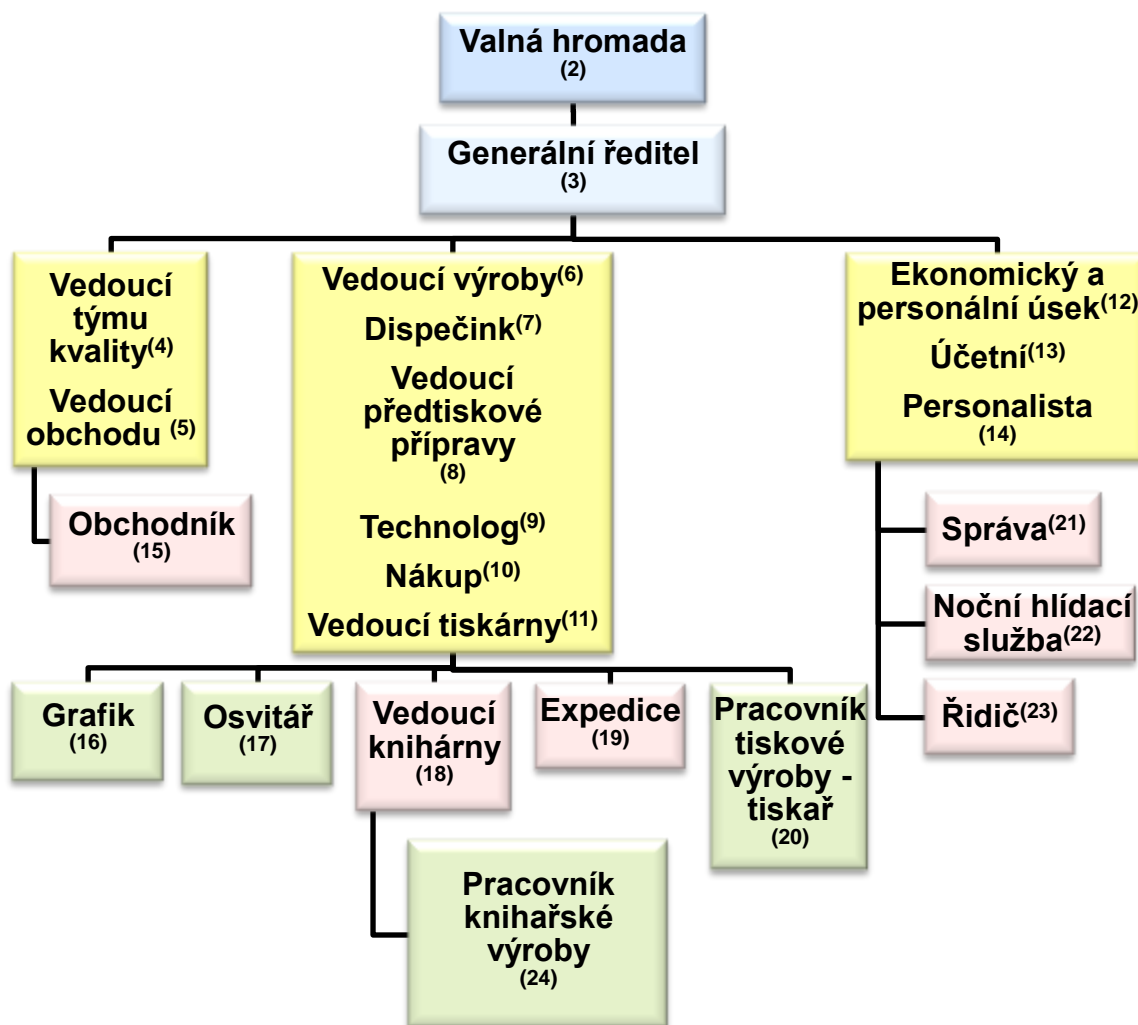 Valná hromada
(2)
Generální ředitel
(3)
Vedoucí
týmu
kvality(4)
Vedoucí
obchodu (5)
Vedoucí výroby(6)
Dispečink(7)
Vedoucí
předtiskové
přípravy
(8)
Technolog(9)
Nákup(10)
Vedoucí tiskárny(11)
Ekonomický a
personální úsek(12)
Účetní(13)
Personalista
(14)
Obchodník
(15)
Správa(21)
Noční hlídací
služba(22)
Řidič(23)
Grafik
(16)
Osvitář
(17)
Vedoucí
knihárny
(18)
Expedice
(19)
Pracovník
tiskové
výroby -
tiskař
(20)
Pracovník
knihařské
výroby
(24)